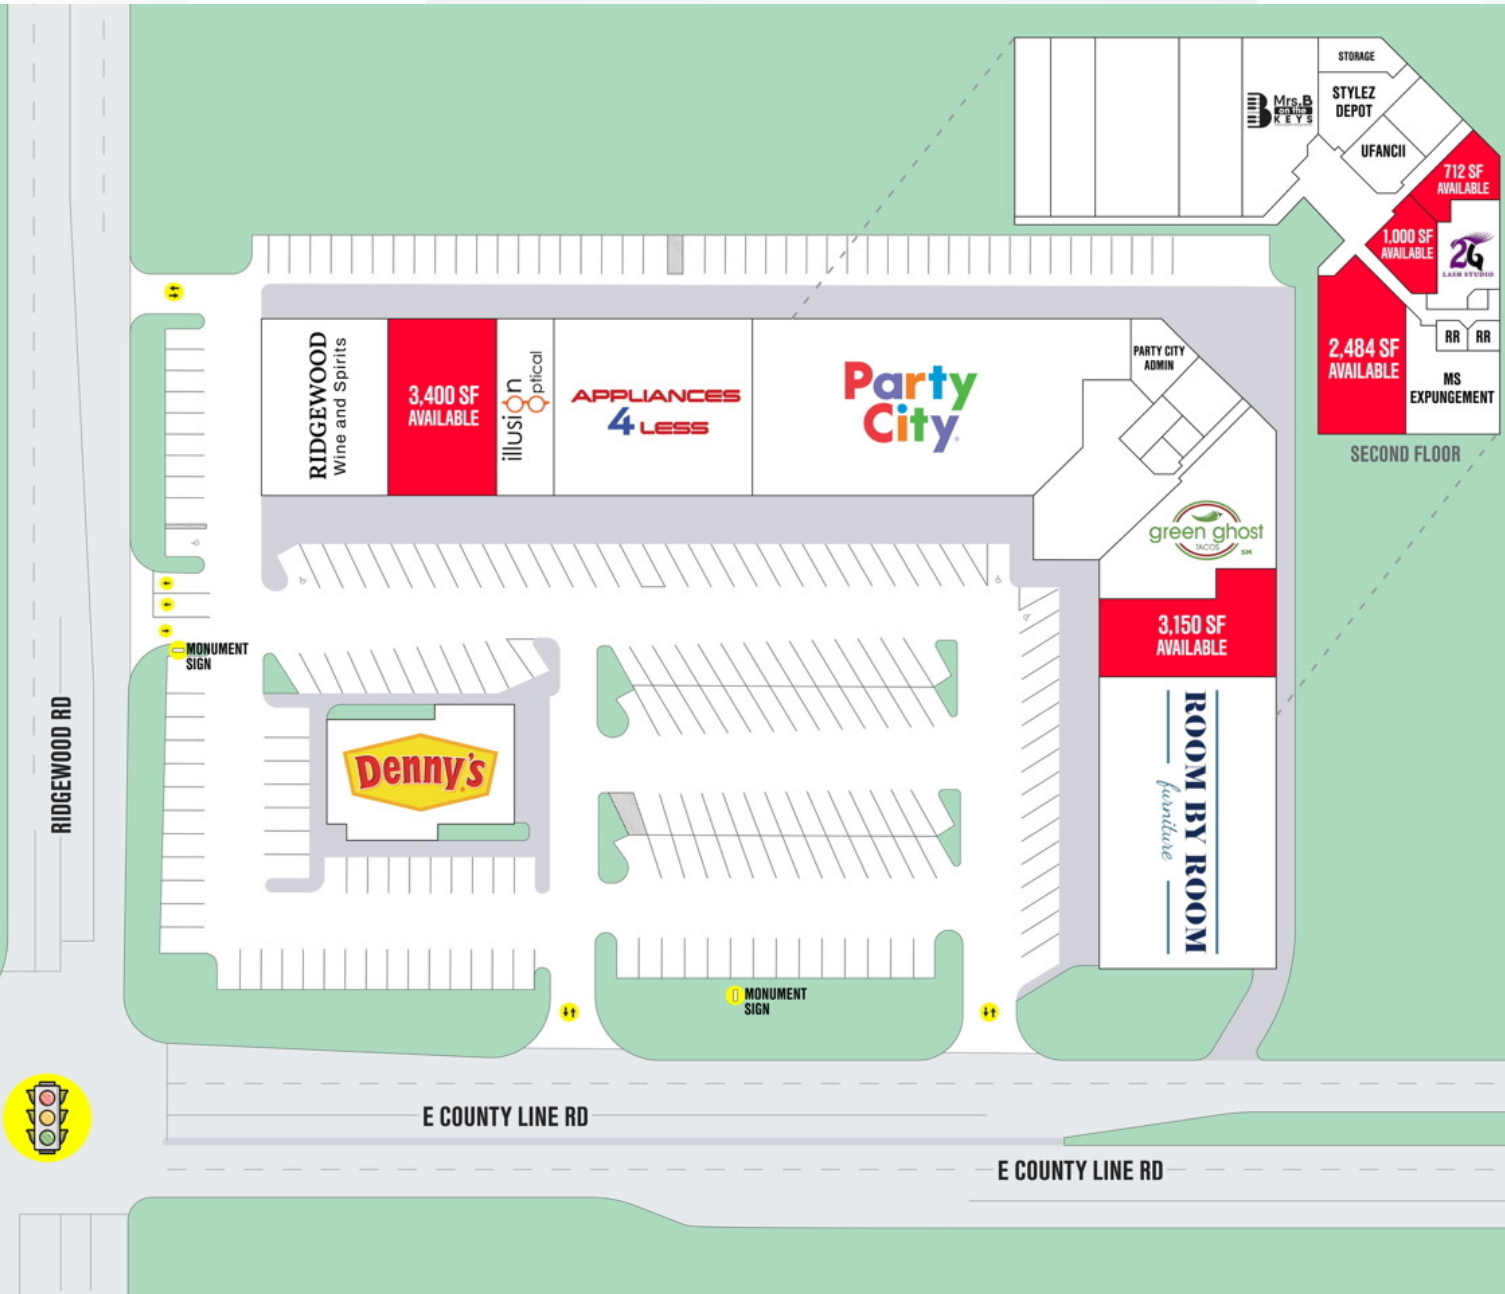 STORAGE
STYLEZ
DEPOT
Mrs.B
on the
KEYS
UFANCII
712 SF
AVAILABLE
1,000 SF
AVAILABLE
2G
LASH STUDIO
2,484 SF
AVAILABLE
RR
RR
MS
EXPUNGEMENT
SECOND FLOOR
RIDGEWOOD
Wine and Spirits
3,400 SF
AVAILABLE
illusion
optical
APPLIANCES
4 LESS
Party
City
PARTY CITY
ADMIN
green ghost
TACOS
SM
3,150 SF
AVAILABLE
ROOM BY ROOM
furniture
MONUMENT
SIGN
RIDGEWOOD RD
Denny's
MONUMENT
SIGN
E COUNTY LINE RD
E COUNTY LINE RD